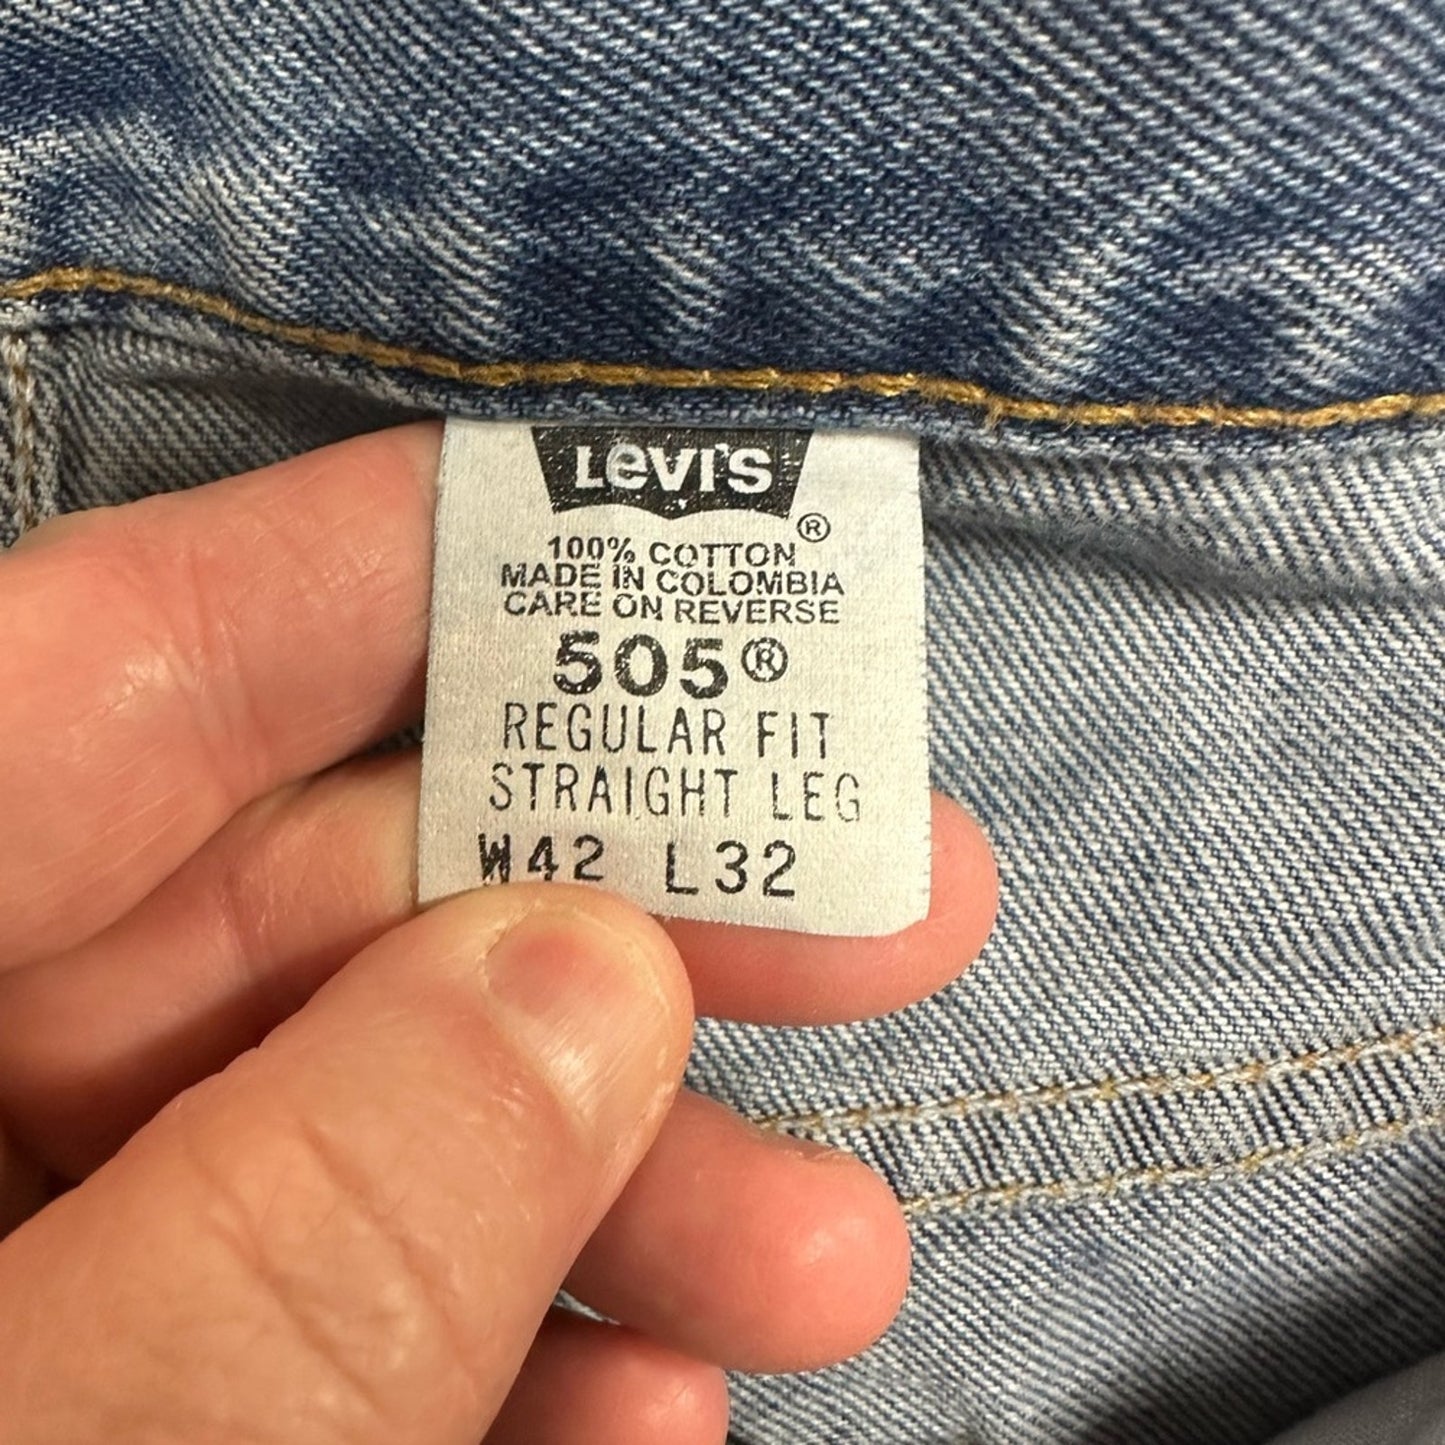 Levi's
®
100% COTTON
MADE IN COLOMBIA
CARE ON REVERSE
505®
REGULAR FIT
STRAIGHT LEG
W42 L32